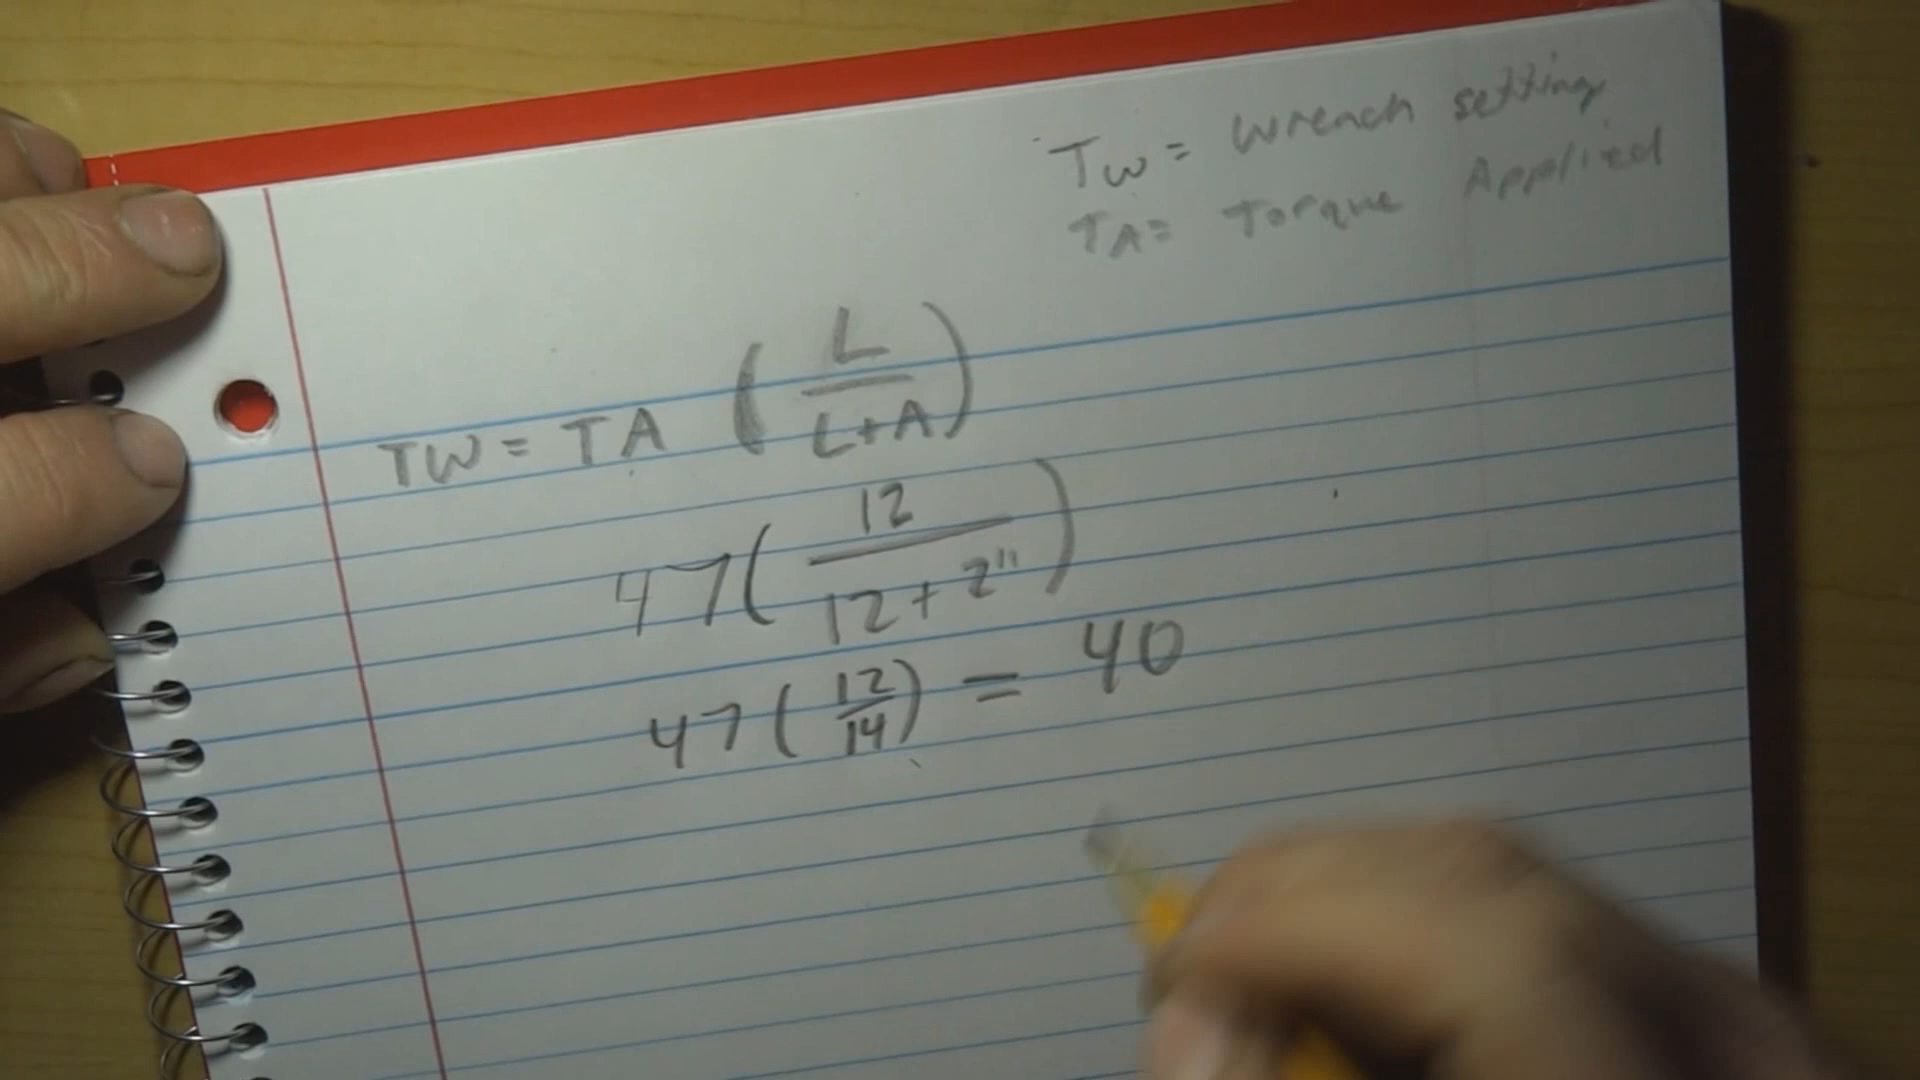 Tw = Wrench setting
TA = Torque Applied
TW = TA (L/L+A)
47(12/12+2")
47(12/14) = 40